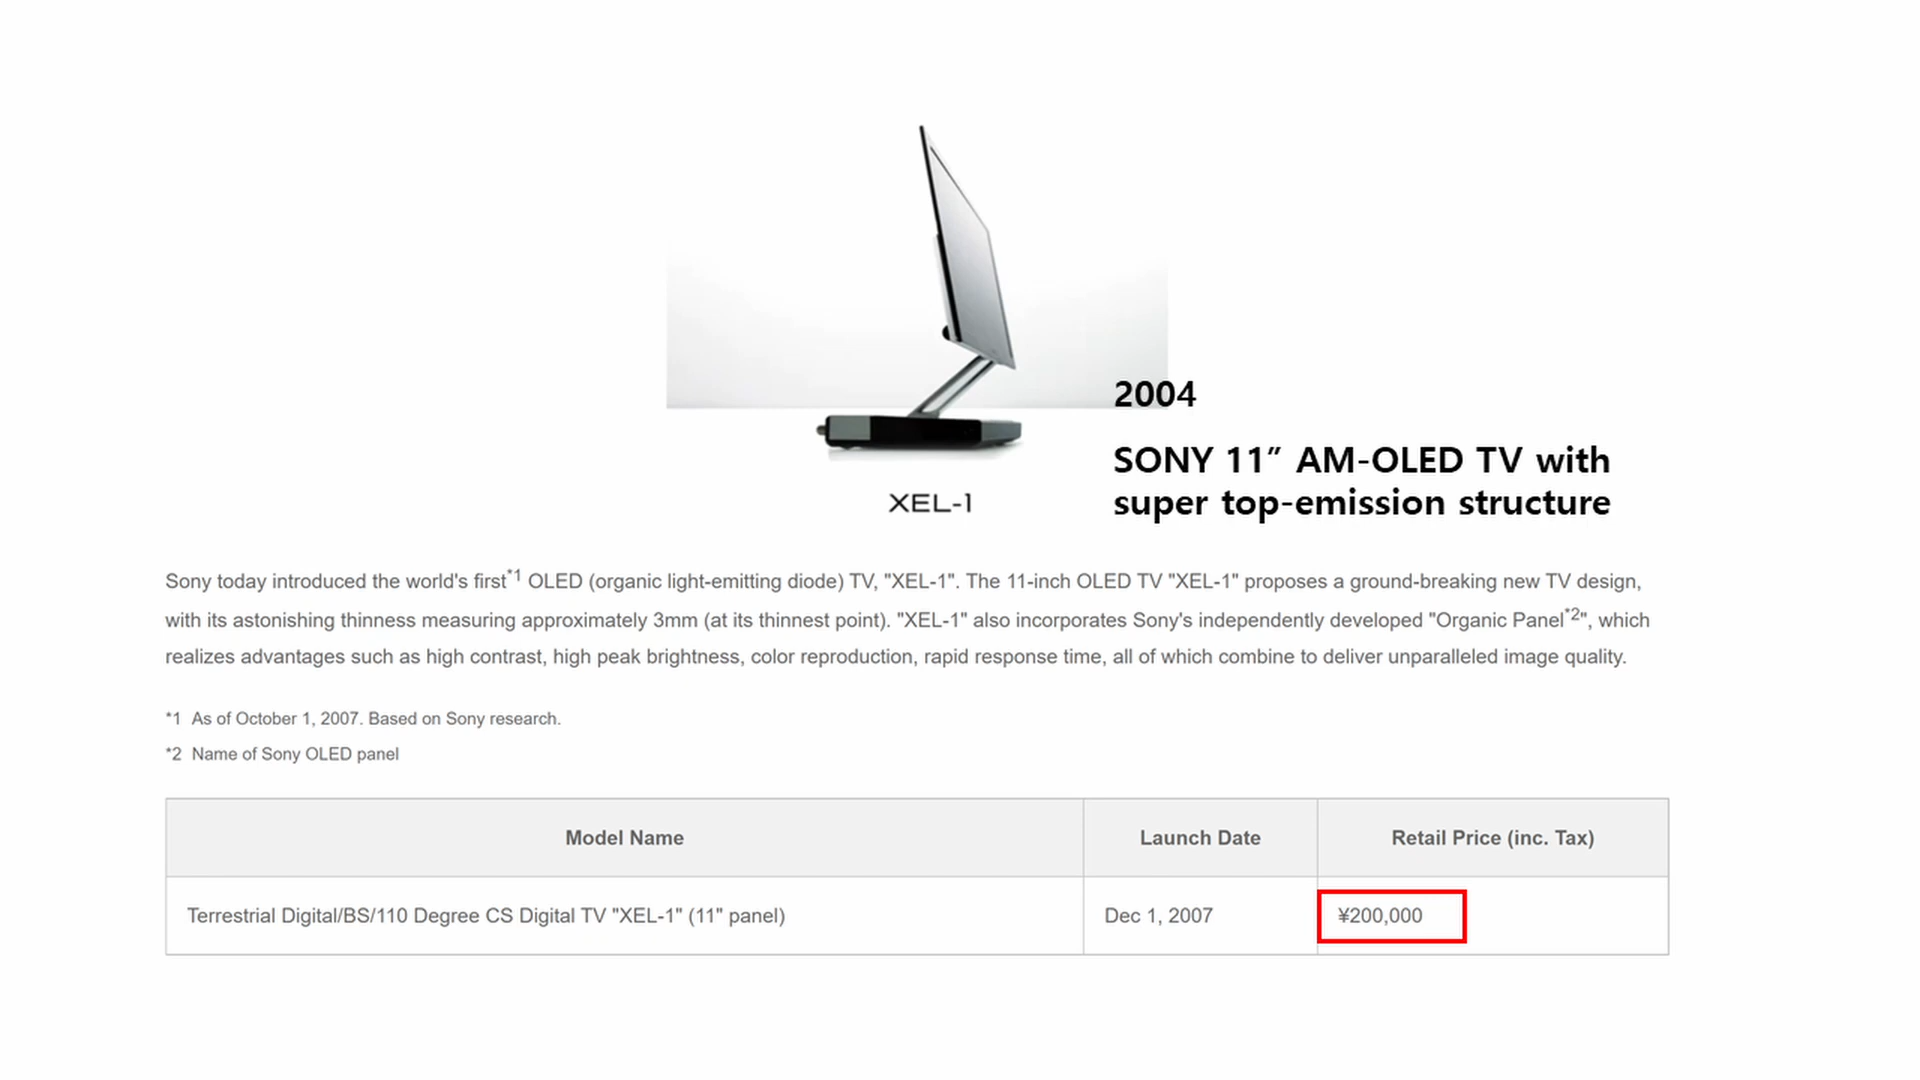 2004
SONY 11″ AM-OLED TV with
super top-emission structure
XEL-1
Sony today introduced the world's first*1 OLED (organic light-emitting diode) TV, "XEL-1". The 11-inch OLED TV "XEL-1" proposes a ground-breaking new TV design,
with its astonishing thinness measuring approximately 3mm (at its thinnest point). "XEL-1" also incorporates Sony's independently developed "Organic Panel*2", which
realizes advantages such as high contrast, high peak brightness, color reproduction, rapid response time, all of which combine to deliver unparalleled image quality.
*1 As of October 1, 2007. Based on Sony research.
*2 Name of Sony OLED panel
Model Name Launch Date Retail Price (inc. Tax)
Terrestrial Digital/BS/110 Degree CS Digital TV "XEL-1" (11" panel) Dec 1, 2007 ¥200,000